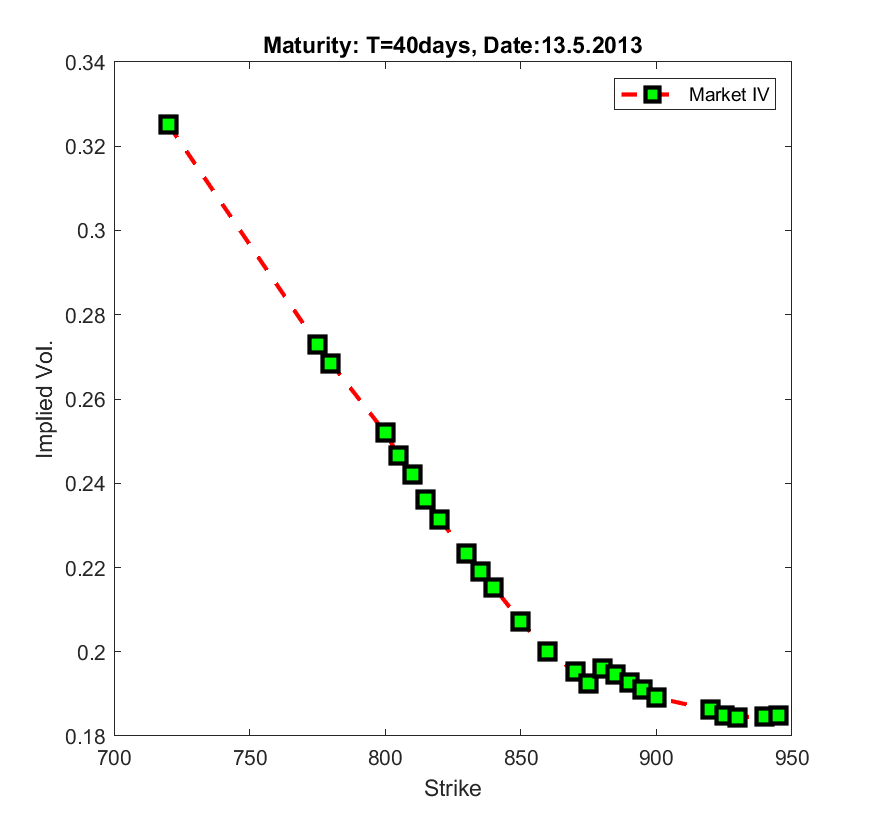 Maturity: T=40days, Date:13.5.2013
Market IV
0.34
0.32
0.3
0.28
0.26
0.24
0.22
0.2
0.18
Implied Vol.
700 750 800 850 900 950
Strike